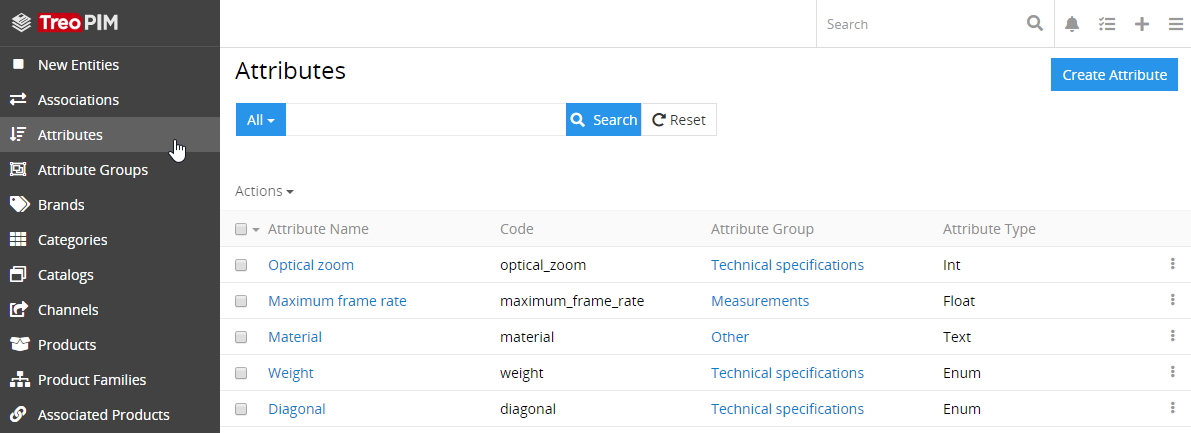 TreoPIM
Search
New Entities
Associations
Attributes
Attribute Groups
Brands
Categories
Catalogs
Channels
Products
Product Families
Associated Products
Attributes
Create Attribute
All
Search
Reset
Actions
Attribute Name Code Attribute Group Attribute Type
Optical zoom optical_zoom Technical specifications Int
Maximum frame rate maximum_frame_rate Measurements Float
Material material Other Text
Weight weight Technical specifications Enum
Diagonal diagonal Technical specifications Enum